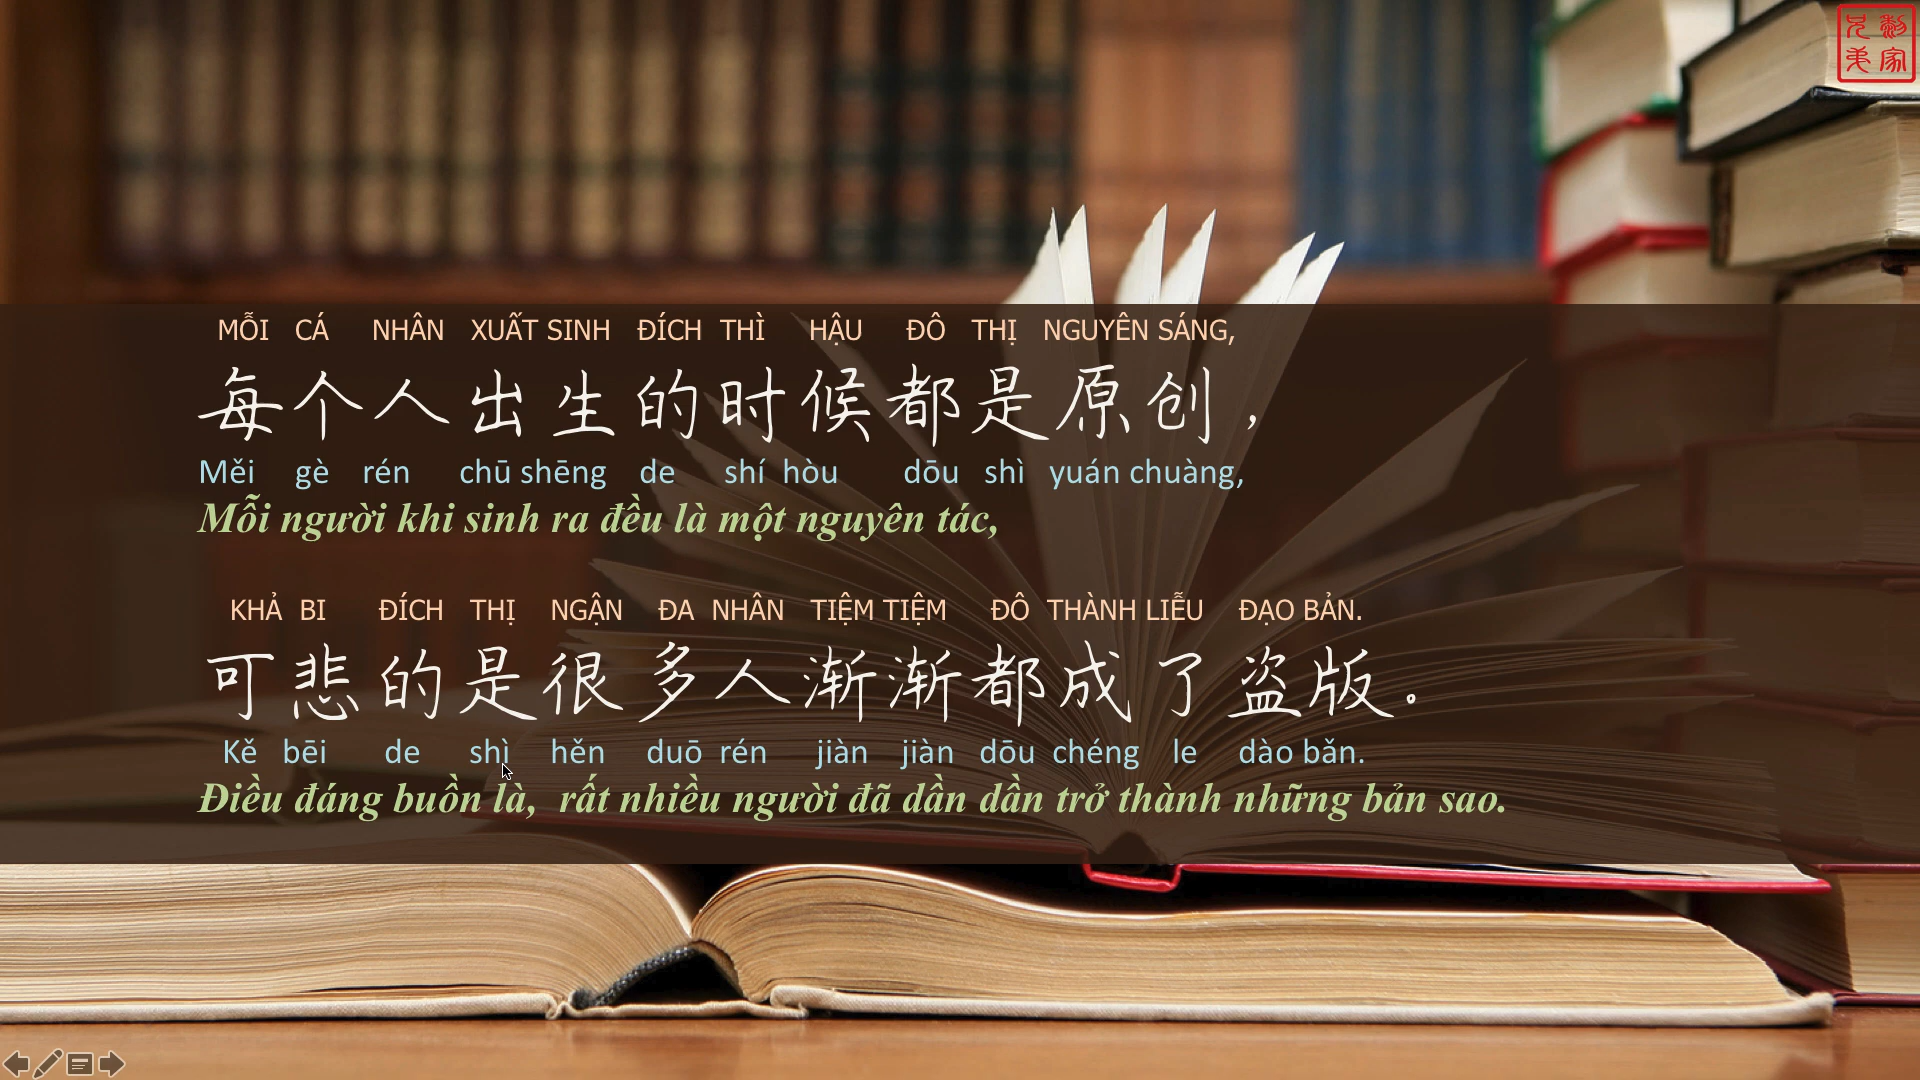 MỖI CÁ NHÂN XUẤT SINH ĐÍCH THÌ HẬU ĐÔ THỊ NGUYÊN SÁNG,
每个人出生的时候都是原创，
Měi gè rén chū shēng de shí hòu dōu shì yuán chuàng,
Mỗi người khi sinh ra đều là một nguyên tác,
KHẢ BI ĐÍCH THỊ NGẬN ĐA NHÂN TIỆM TIỆM ĐÔ THÀNH LIỄU ĐẠO BẢN.
可悲的是很多人渐渐都成了盗版。
Kě bēi de shì hěn duō rén jiàn jiàn dōu chéng le dào bǎn.
Điều đáng buồn là, rất nhiều người đã dần dần trở thành những bản sao.